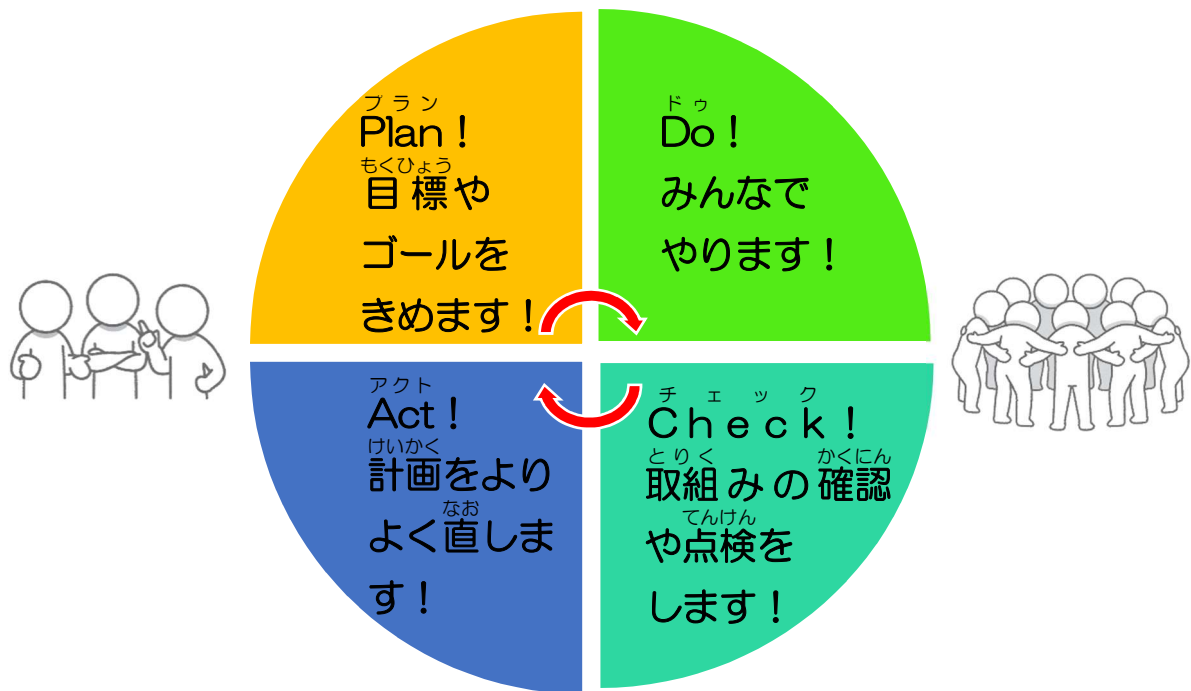 プラン
Plan！
もくひょう
目標や
ゴールを
きめます！
ドゥ
Do！
みんなで
やります！
チェック
Check！
とりく かくにん
取組みの確認
てんけん
や点検を
します！
アクト
Act！
けいかく
計画をより
なお
よく直しま
す！